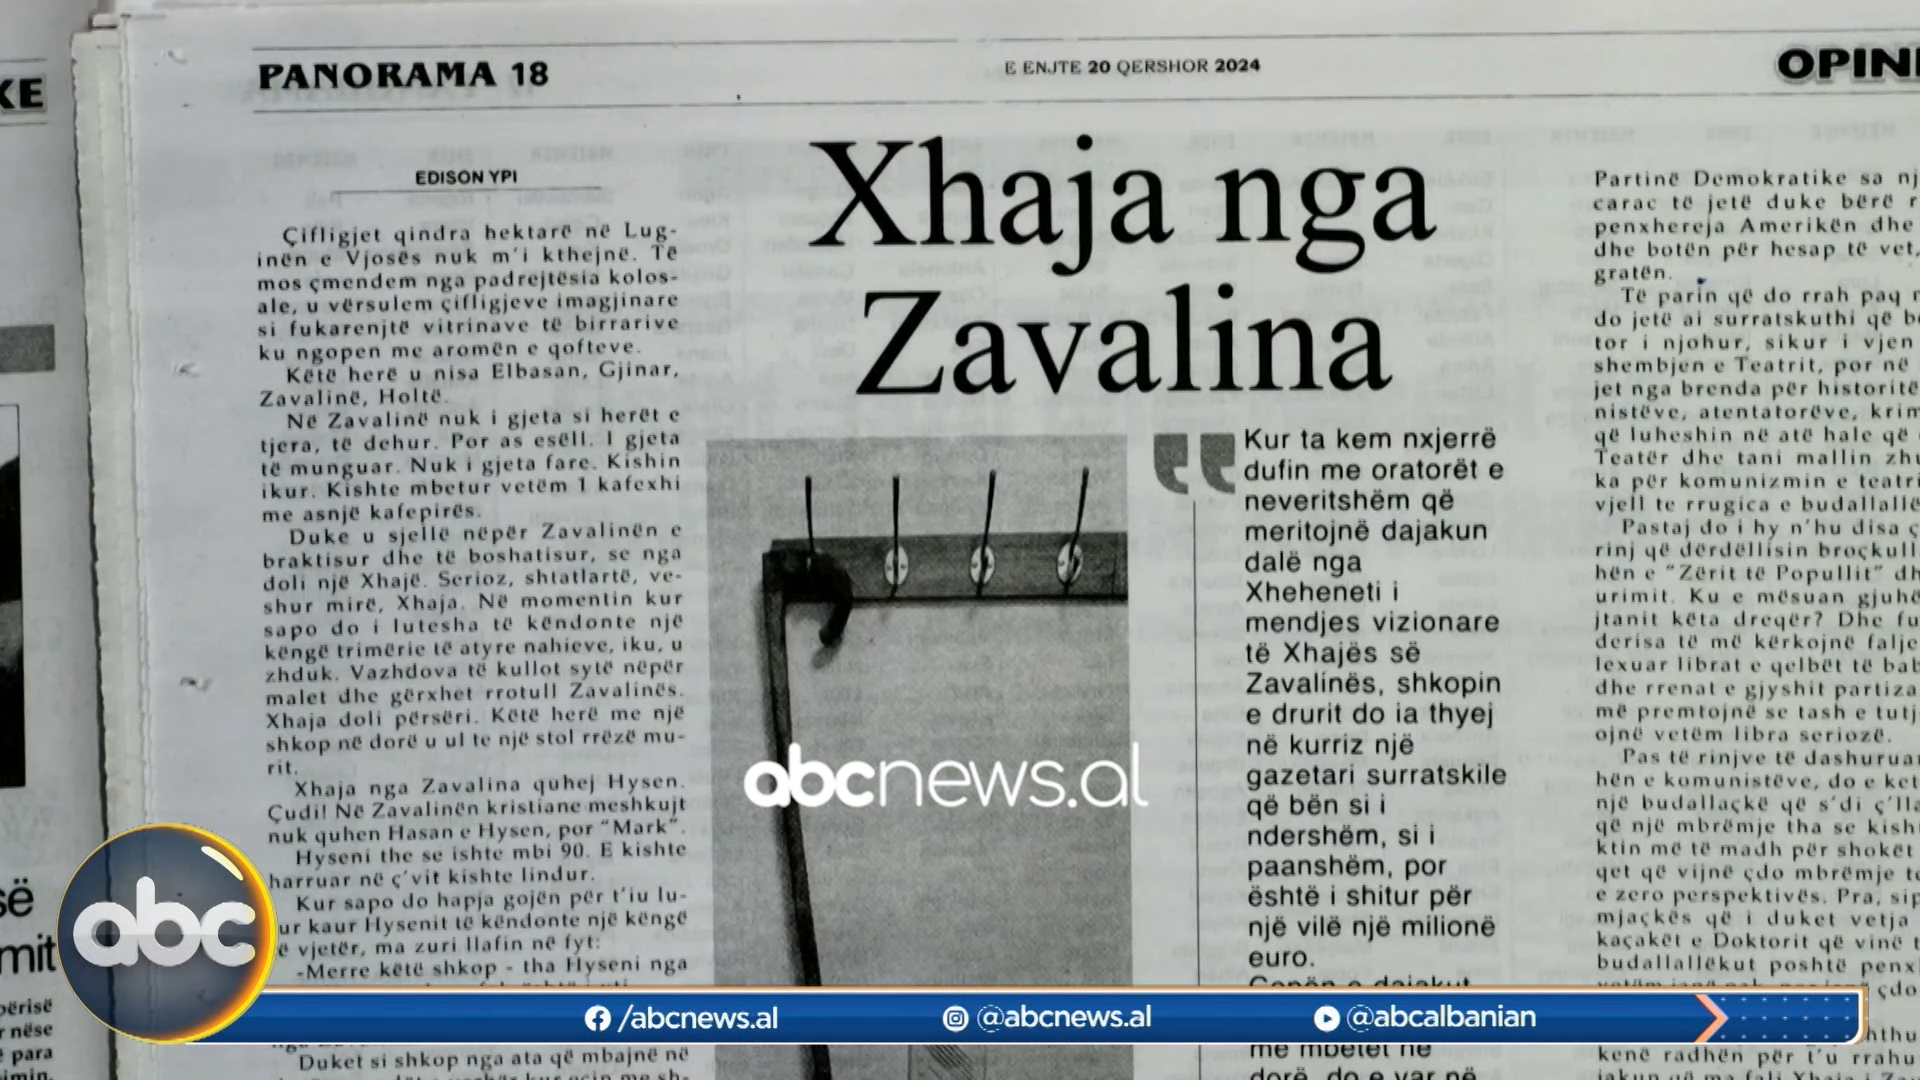 KE
PANORAMA 18
E ENJTE 20 QERSHOR 2024
OPINI
EDISON YPI
Xhaja nga
Zavalina
Çifligjet qindra hektarë në Lug-
inën e Vjosës nuk m'i kthejnë. Të
mos çmendem nga padrejtësia kolos-
ale, u vërsulem çifligjeve imagjinare
si fukarenjtë vitrinave të birrarive
ku ngopen me aromën e qofteve.
Këtë herë u nisa Elbasan, Gjinar,
Zavalinë, Holtë.
Në Zavalinë nuk i gjeta si herët e
tjera, të dehur. Por as esëll. I gjeta
të munguar. Nuk i gjeta fare. Kishin
ikur. Kishte mbetur vetëm 1 kafexhi
me asnjë kafepirës.
Duke u sjellë nëpër Zavalinën e
braktisur dhe të boshatisur, se nga
doli një Xhajë. Serioz, shtatlartë, ve-
shur mirë, Xhaja. Në momentin kur
sapo do i lutesha të këndonte një
këngë trimërie të atyre nahieve, iku, u
zhduk. Vazhdova të kullot sytë nëpër
malet dhe gërxhet rrotull Zavalinës.
Xhaja doli përsëri. Këtë herë me një
shkop në dorë u ul te një stol rrëzë mu-
rit.
Xhaja nga Zavalina quhej Hysen.
Çudi! Në Zavalinën kristiane meshkujt
nuk quhen Hasan e Hysen, por "Mark".
Hyseni the se ishte mbi 90. E kishte
harruar në ç'vit kishte lindur.
Kur sapo do hapja gojën për t'iu lu-
ur kaur Hysenit të këndonte një këngë
ë vjetër, ma zuri llafin në fyt:
-Merre këtë shkop - tha Hyseni nga
Duket si shkop nga ata që mbajnë në
Kur ta kem nxjerrë
dufin me oratorët e
neveritshëm që
meritojnë dajakun
dalë nga
Xheheneti i
mendjes vizionare
të Xhajës së
Zavalinës, shkopin
e drurit do ia thyej
në kurriz një
gazetari surratskile
që bën si i
ndershëm, si i
paanshëm, por
është i shitur për
një vilë një milionë
euro.
Copën e dajakut
me mbetet në
dorë, do e var në
Partinë Demokratike sa nj
carac të jetë duke bërë r
penxhereja Amerikën dhe
dhe botën për hesap të vet,
gratën.
Të parin që do rrah paq
do jetë ai surratskuthi që b
tor i njohur, sikur i vjen
shembjen e Teatrit, por në
jet nga brenda për historitë
nistëve, atentatorëve, krim
që luheshin në atë hale që
Teatër dhe tani mallin zhu
ka për komunizmin e teatri
vjell te rrugica e budallallë
Pastaj do i hy n'hu disa ç
rinj që dërdëllisin broçkull
hën e "Zërit të Popullit" dh
urimit. Ku e mësuan gjuhë
jtanit këta dreqër? Dhe fu
derisa të më kërkojnë falje
lexuar librat e qelbët të bab
dhe rrenat e gjyshit partiza
më premtojnë se tash e tutj
ojnë vetëm libra seriozë.
Pas të rinjve të dashurua
hën e komunistëve, do e ket
një budallaçkë që s'di ç'lla
që një mbrëmje tha se kish
ktin më të madh për shokët
qet që vijnë çdo mbrëmje t
e zero perspektivës. Pra, sip
mjaçkës që i duket vetja
kaçakët e Doktorit që vinë t
budallallëkut poshtë penx
çdo
kenë radhën për t'u rrahu
së
mit
përisë
r nëse
ë para
imin.
abcnews.al
abc
/abcnews.al
@abcnews.al
@abcalbanian